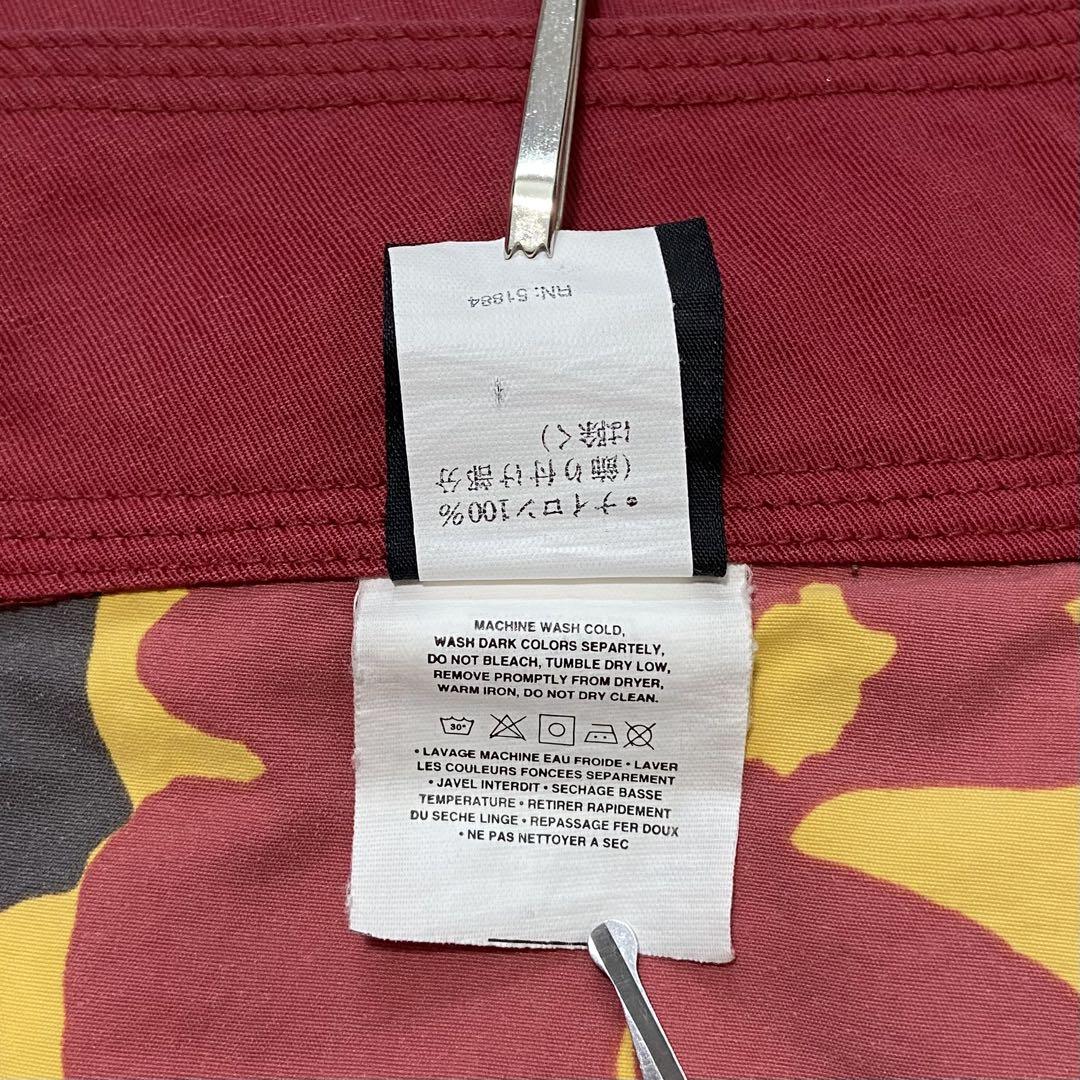 ・ナイロン100%
(飾り付け部分
は除く)
RN: 51884
MACHINE WASH COLD,
WASH DARK COLORS SEPARTELY,
DO NOT BLEACH, TUMBLE DRY LOW,
REMOVE PROMPTLY FROM DRYER,
WARM IRON, DO NOT DRY CLEAN.
30°
• LAVAGE MACHINE EAU FROIDE • LAVER
LES COULEURS FONCEES SEPAREMENT
• JAVEL INTERDIT • SECHAGE BASSE
TEMPERATURE • RETIRER RAPIDEMENT
DU SECHE LINGE • REPASSAGE FER DOUX
• NE PAS NETTOYER A SEC